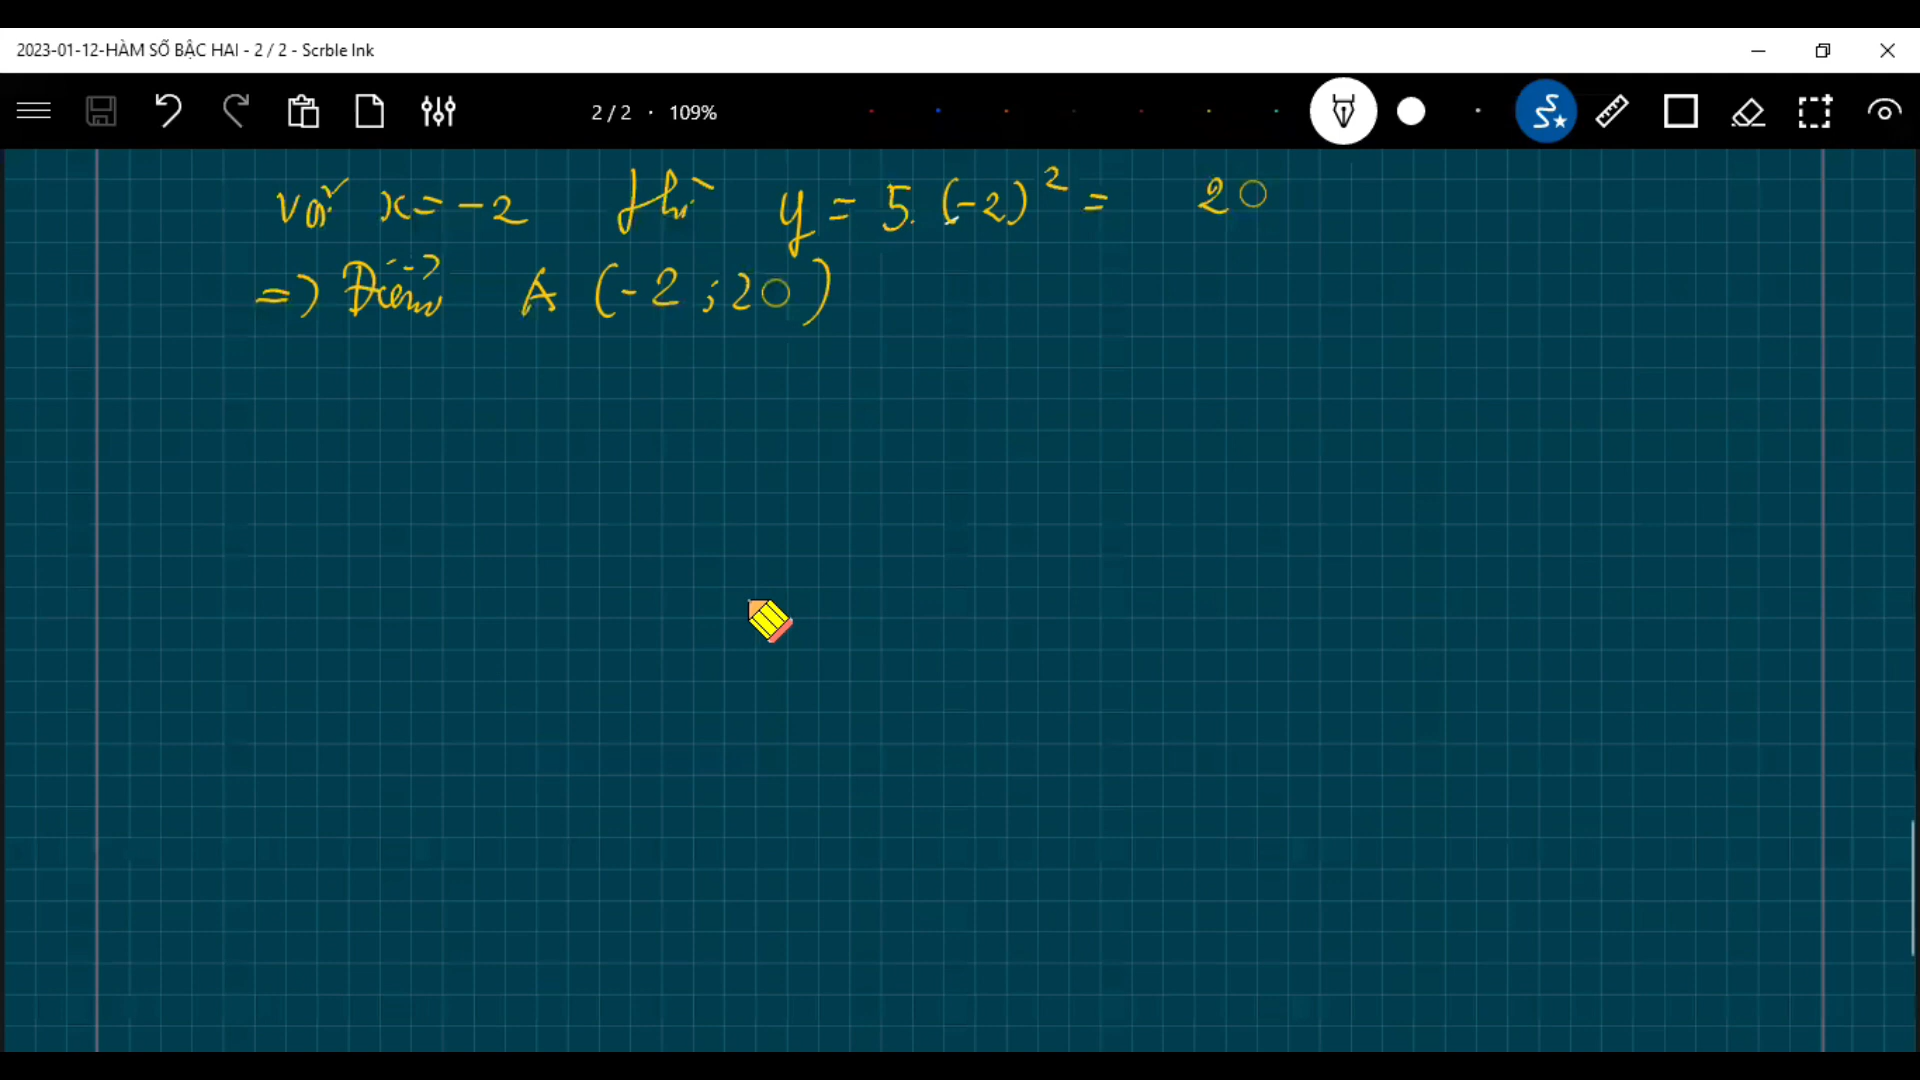 2023-01-12-HÀM SỐ BẬC HAI - 2 / 2 - Scrble Ink
2 / 2 · 109%
với x = -2 thì y = 5. (-2)² = 20
=> Điểm A (-2 ; 20)